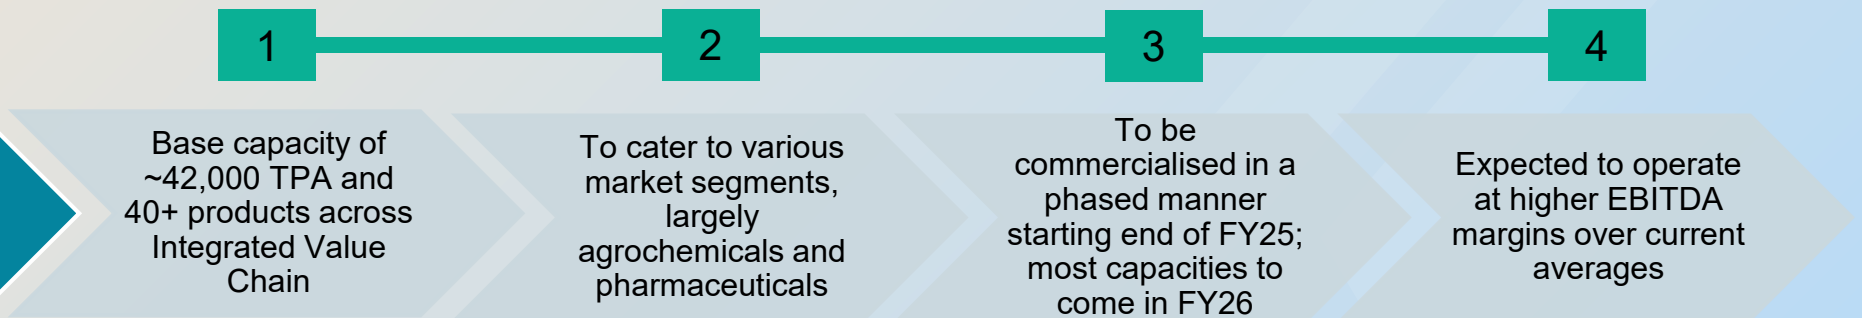 1
2
3
4
Base capacity of
~42,000 TPA and
40+ products across
Integrated Value
Chain
To cater to various
market segments,
largely
agrochemicals and
pharmaceuticals
To be
commercialised in a
phased manner
starting end of FY25;
most capacities to
come in FY26
Expected to operate
at higher EBITDA
margins over current
averages